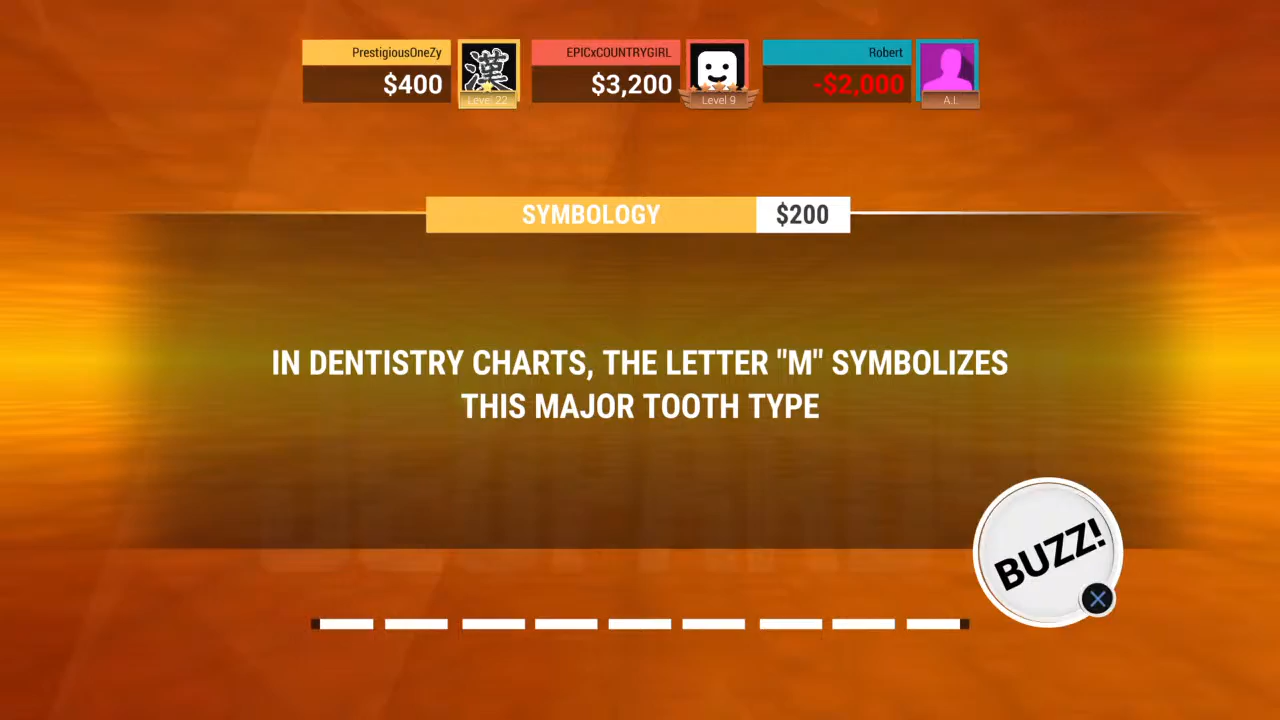 PrestigiousOneZy
$400
漢
Level 22
EPICxCOUNTRYGIRL
$3,200
Level 9
Robert
-$2,000
A.I.
SYMBOLOGY
$200
IN DENTISTRY CHARTS, THE LETTER "M" SYMBOLIZES
THIS MAJOR TOOTH TYPE
BUZZ!